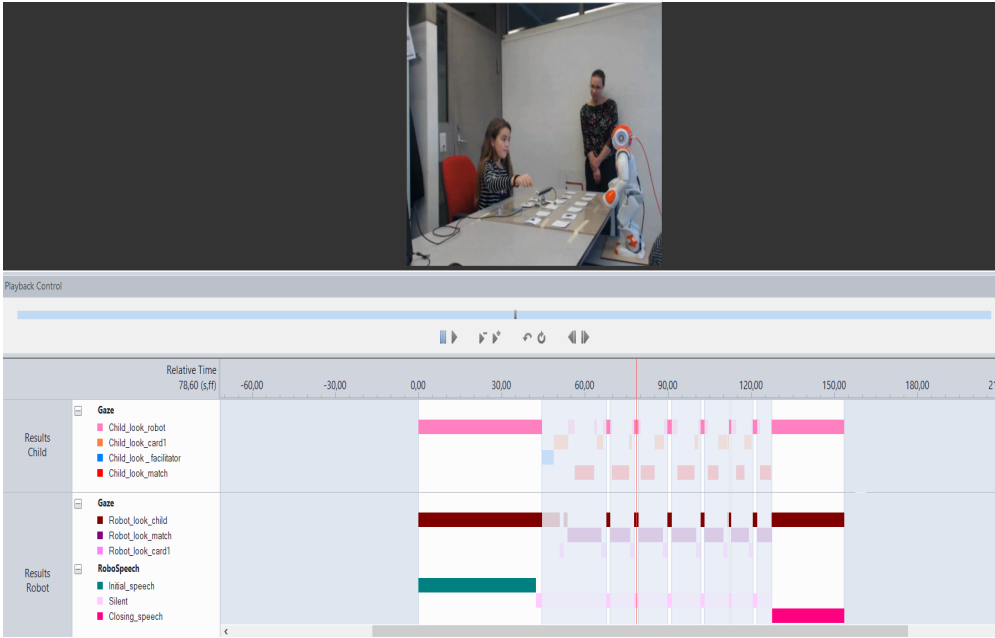 Playback Control
Relative Time
78,60 (s,ff)
-60,00 -30,00 0,00 30,00 60,00 90,00 120,00 150,00 180,00 21
Results
Child
Gaze
Child_look_robot
Child_look_card1
Child_look _facilitator
Child_look_match
Results
Robot
Gaze
Robot_look_child
Robot_look_match
Robot_look_card1
RoboSpeech
Initial_speech
Silent
Closing_speech